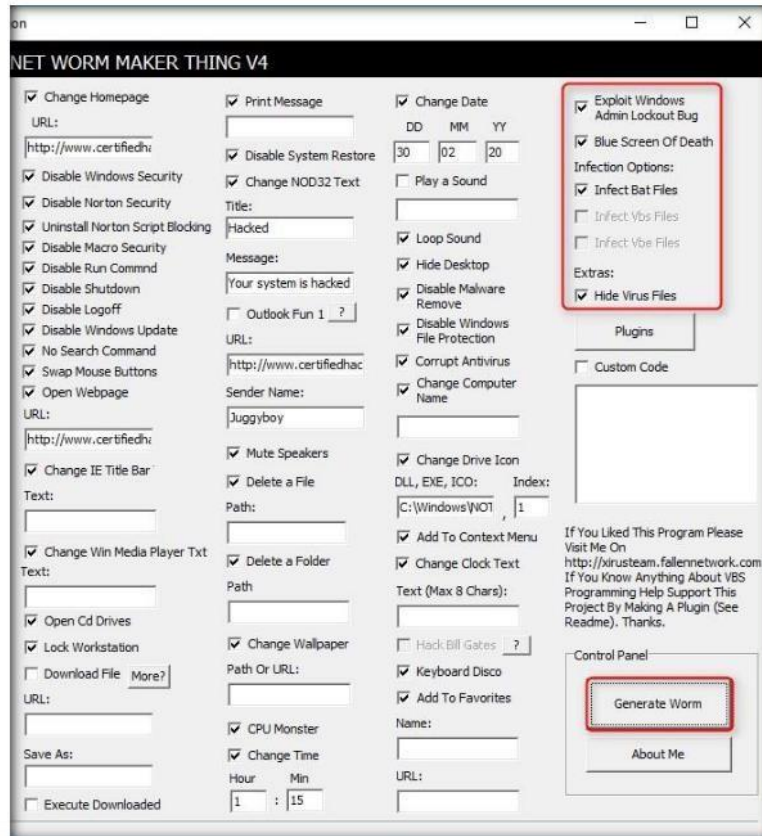 on
NET WORM MAKER THING V4
Change Homepage
URL:
http://www.certifiedha
Disable Windows Security
Disable Norton Security
Uninstall Norton Script Blocking
Disable Macro Security
Disable Run Commnd
Disable Shutdown
Disable Logoff
Disable Windows Update
No Search Command
Swap Mouse Buttons
Open Webpage
URL:
http://www.certifiedha
Change IE Title Bar
Text:
Change Win Media Player Txt
Text:
Open Cd Drives
Lock Workstation
Download File More?
URL:
Save As:
Execute Downloaded
Print Message
Disable System Restore
Change NOD32 Text
Title:
Hacked
Message:
Your system is hacked
Outlook Fun 1 ?
URL:
http://www.certifiedhac
Sender Name:
Juggyboy
Mute Speakers
Delete a File
Path:
Delete a Folder
Path
Change Wallpaper
Path Or URL:
CPU Monster
Change Time
Hour Min
1 : 15
Change Date
DD MM YY
30 02 20
Play a Sound
Loop Sound
Hide Desktop
Disable Malware
Remove
Disable Windows
File Protection
Corrupt Antivirus
Change Computer
Name
Change Drive Icon
DLL, EXE, ICO: Index:
C:\Windows\NOT , 1
Add To Context Menu
Change Clock Text
Text (Max 8 Chars):
Hack Bill Gates ?
Keyboard Disco
Add To Favorites
Name:
URL:
Exploit Windows
Admin Lockout Bug
Blue Screen Of Death
Infection Options:
Infect Bat Files
Infect Vbs Files
Infect Vbe Files
Extras:
Hide Virus Files
Plugins
Custom Code
If You Liked This Program Please
Visit Me On
http://xirusteam.fallennetwork.com
If You Know Anything About VBS
Programming Help Support This
Project By Making A Plugin (See
Readme). Thanks.
Control Panel
Generate Worm
About Me